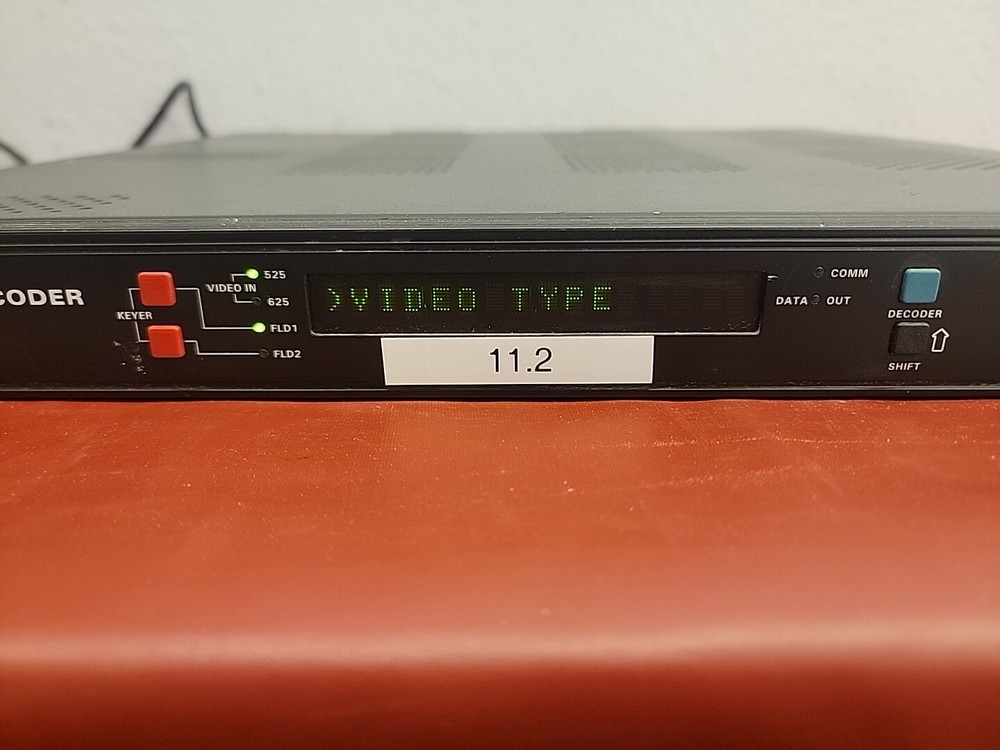 CODER
KEYER
VIDEO IN
525
625
FLD1
FLD2
>VIDEO TYPE
11.2
COMM
DATA OUT
DECODER
SHIFT